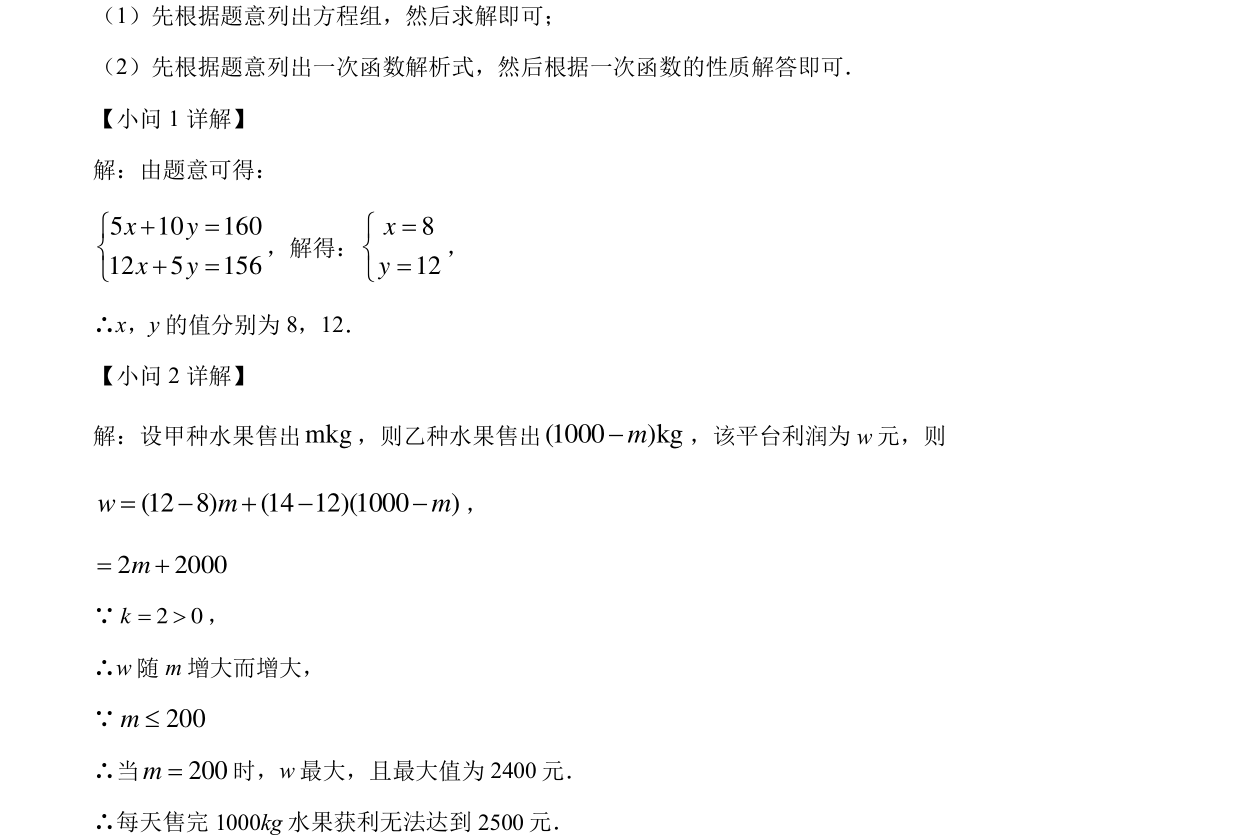 （1）先根据题意列出方程组，然后求解即可；
（2）先根据题意列出一次函数解析式，然后根据一次函数的性质解答即可．
【小问 1 详解】
解：由题意可得：
{5x+10y=160 12x+5y=156，解得：{x=8 y=12，
∴x，y 的值分别为 8，12．
【小问 2 详解】
解：设甲种水果售出mkg，则乙种水果售出(1000−m)kg，该平台利润为 w 元，则
w=(12−8)m+(14−12)(1000−m)，
=2m+2000
∵k=2>0，
∴w 随 m 增大而增大，
∵m≤200
∴当m=200时，w 最大，且最大值为 2400 元．
∴每天售完 1000kg 水果获利无法达到 2500 元．